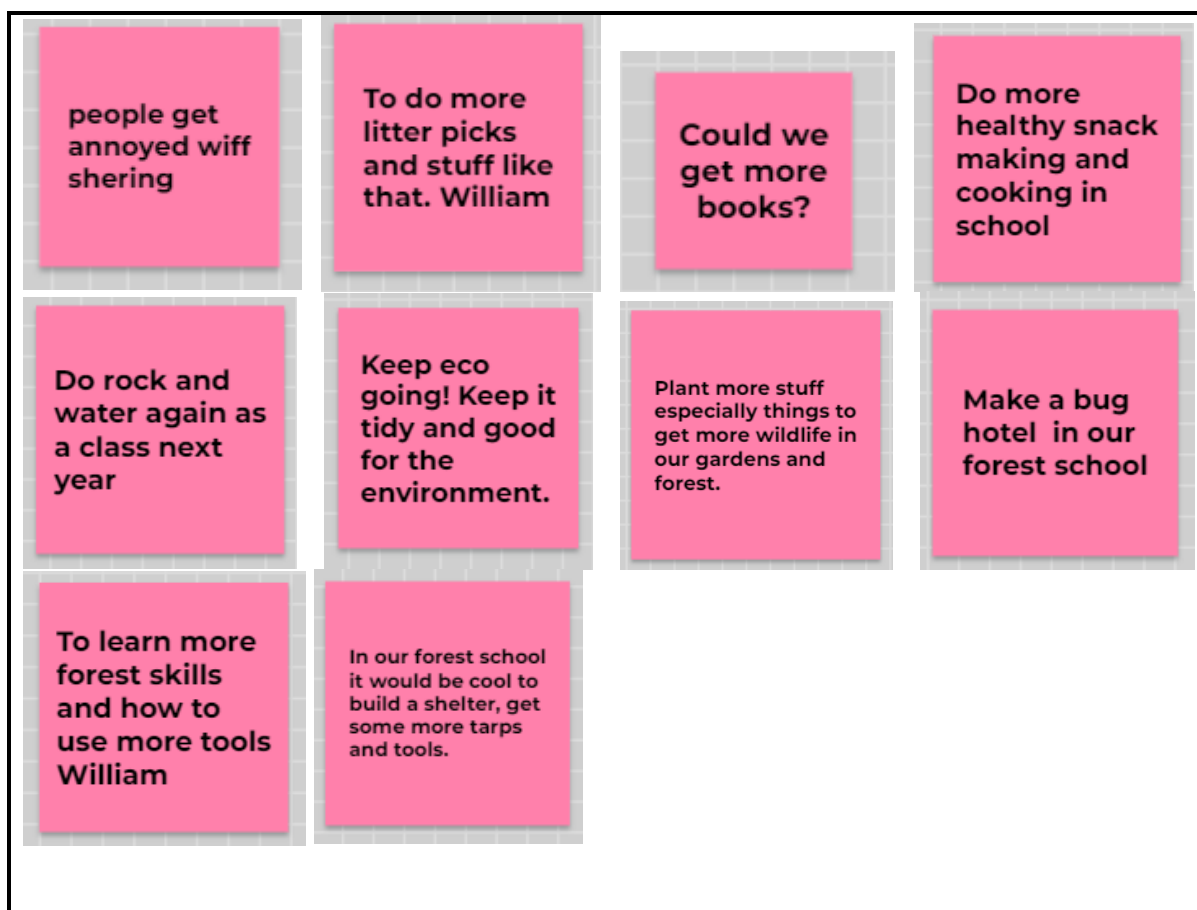 people get
annoyed wiff
shering
To do more
litter picks
and stuff like
that. William
Could we
get more
books?
Do more
healthy snack
making and
cooking in
school
Do rock and
water again as
a class next
year
Keep eco
going! Keep it
tidy and good
for the
environment.
Plant more stuff
especially things to
get more wildlife in
our gardens and
forest.
Make a bug
hotel  in our
forest school
To learn more
forest skills
and how to
use more tools
William
In our forest school
it would be cool to
build a shelter, get
some more tarps
and tools.